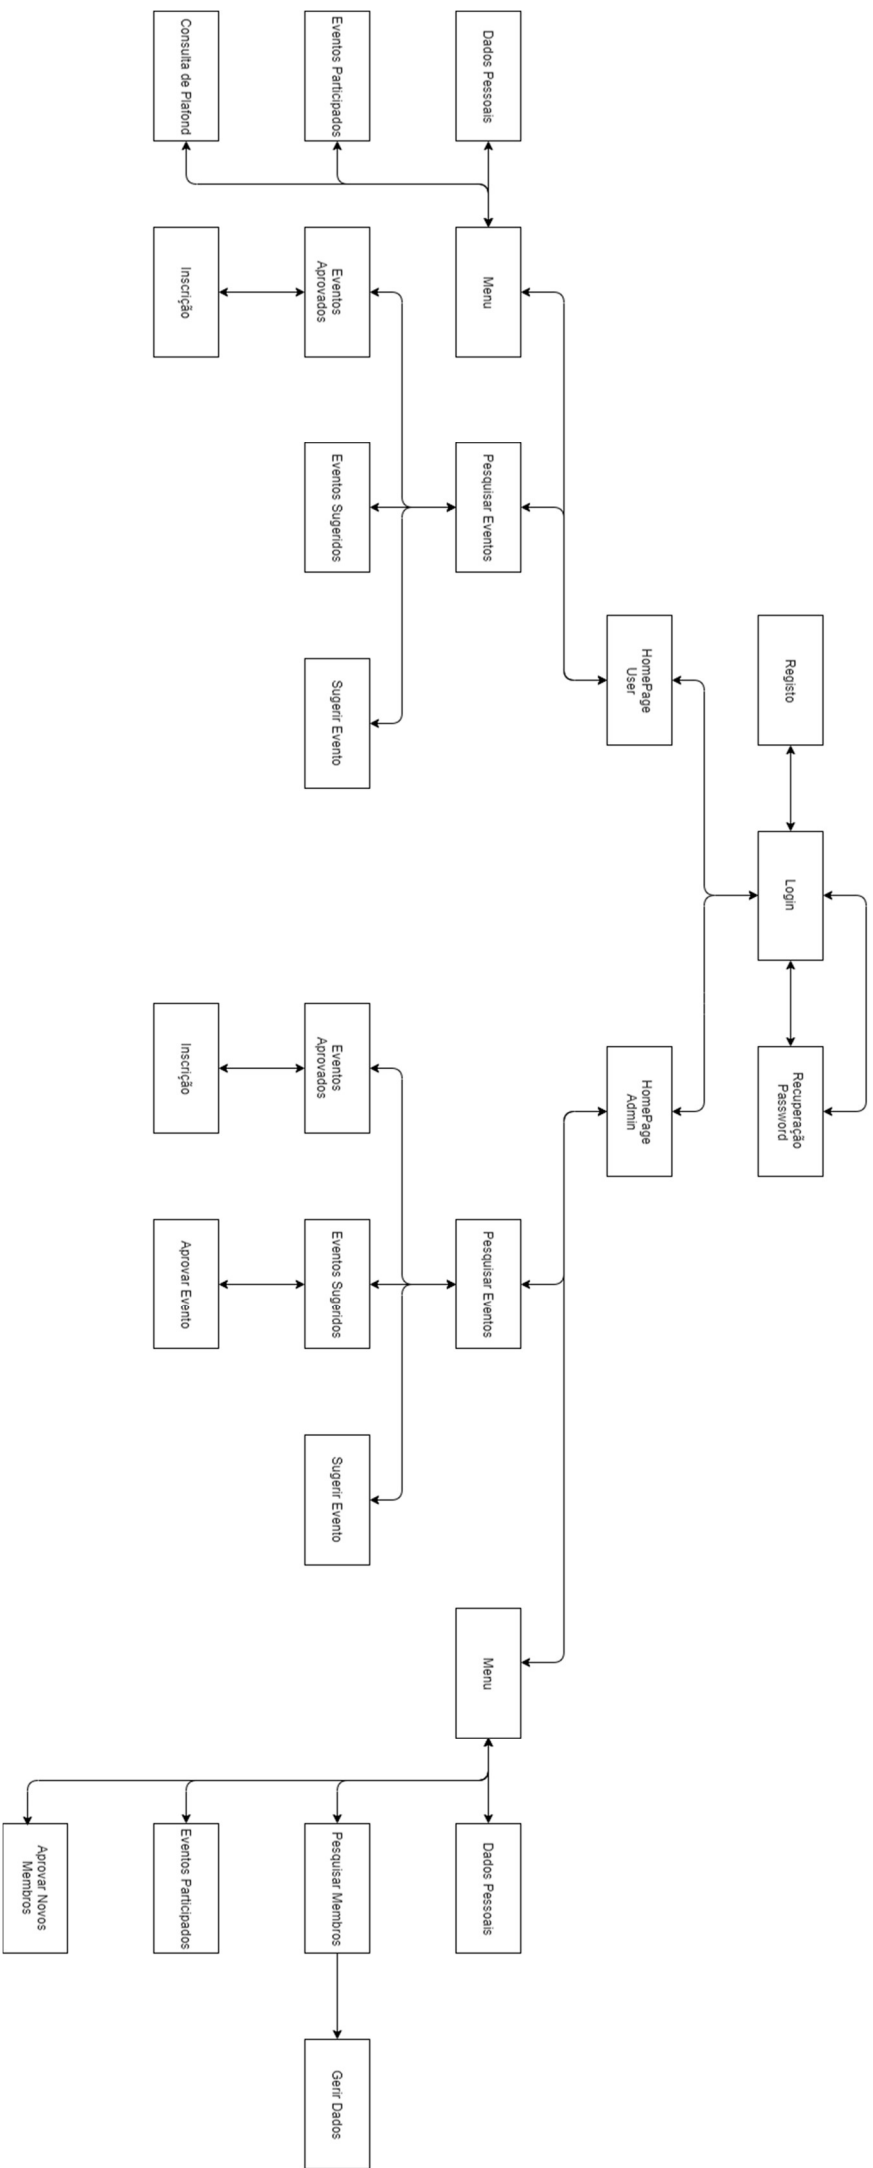 Registo
Login
Recuperação
Password
HomePage
User
HomePage
Admin
Dados Pessoais
Menu
Pesquisar Eventos
Pesquisar Eventos
Menu
Dados Pessoais
Eventos Participados
Eventos
Aprovados
Eventos Sugeridos
Sugerir Evento
Eventos
Aprovados
Eventos Sugeridos
Sugerir Evento
Pesquisar Membros
Gerir Dados
Consulta de Plafond
Inscrição
Inscrição
Aprovar Evento
Eventos Participados
Aprovar Novos
Membros